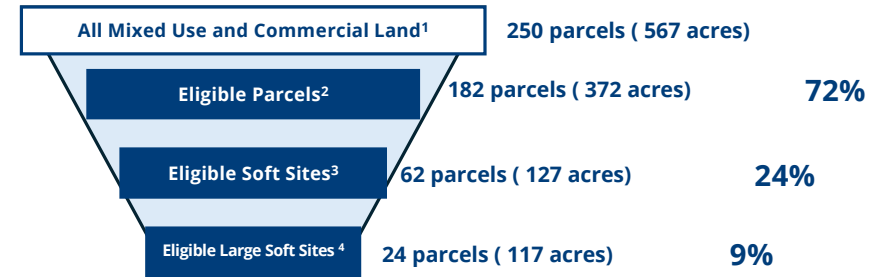 All Mixed Use and Commercial Land¹ 250 parcels ( 567 acres)
Eligible Parcels² 182 parcels ( 372 acres) 72%
Eligible Soft Sites³ 62 parcels ( 127 acres) 24%
Eligible Large Soft Sites ⁴ 24 parcels ( 117 acres) 9%